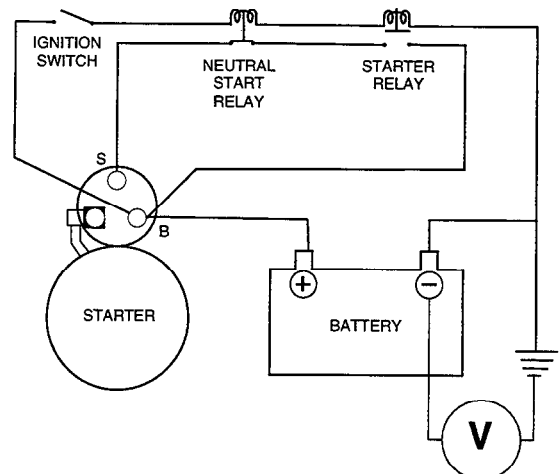 IGNITION
SWITCH
NEUTRAL
START
RELAY
STARTER
RELAY
S
B
STARTER
+
−
BATTERY
V